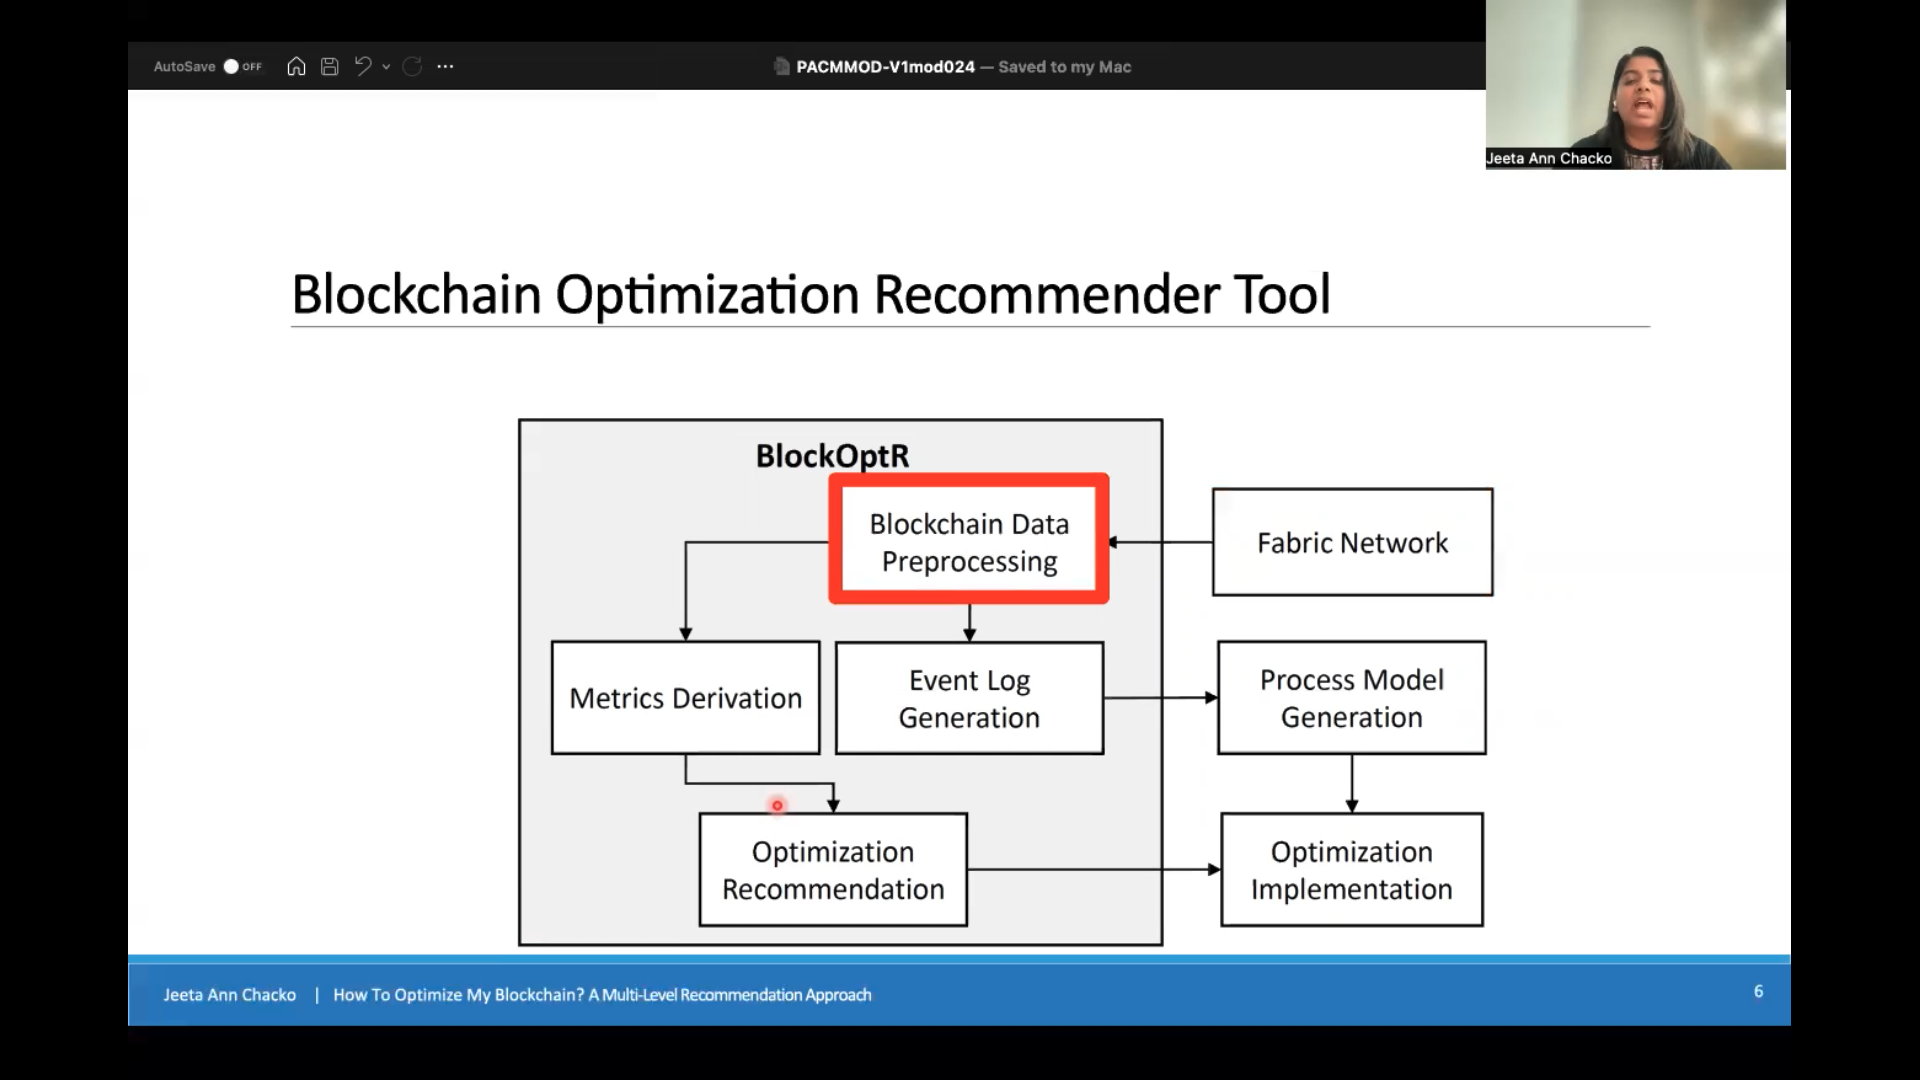 AutoSave OFF
PACMMOD-V1mod024 — Saved to my Mac
Jeeta Ann Chacko
Blockchain Optimization Recommender Tool
BlockOptR
Blockchain Data
Preprocessing
Fabric Network
Metrics Derivation
Event Log
Generation
Process Model
Generation
Optimization
Recommendation
Optimization
Implementation
Jeeta Ann Chacko | How To Optimize My Blockchain? A Multi-Level Recommendation Approach
6